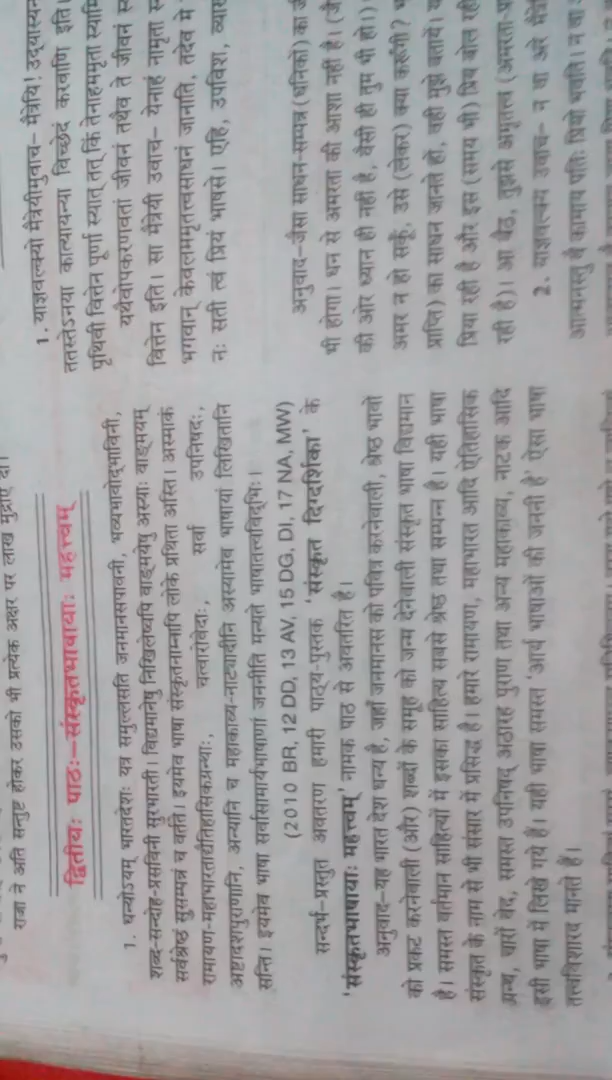 राजा ने अति सन्तुष्ट होकर उसको भी प्रत्येक अक्षर पर लाख मुद्राएँ दीं।
द्वितीयः पाठः—संस्कृतभाषायाः महत्त्वम्
1. धन्योऽयम् भारतदेशः यत्र समुल्लसति जनमानसपावनी, भव्यभावोद्भाविनी,
शब्द-सन्दोह-प्रसविनी सुरभारती। विद्यमानेषु निखिलेष्वपि वाङ्मयेषु अस्याः वाङ्मयम्
सर्वश्रेष्ठं सुसम्पन्नं च वर्तते। इयमेव भाषा संस्कृतनाम्नापि लोके प्रथिता अस्ति। अस्माकं
रामायण-महाभारताद्यैतिहासिकग्रन्थाः, चत्वारोवेदाः, सर्वा उपनिषदः,
अष्टादशपुराणानि, अन्यानि च महाकाव्य-नाट्यादीनि अस्यामेव भाषायां लिखितानि
सन्ति। इयमेव भाषा सर्वासामार्यभाषाणां जननीति मन्यते भाषातत्त्वविद्भिः।
(2010 BR, 12 DD, 13 AV, 15 DG, DI, 17 NA, MW)
सन्दर्भ—प्रस्तुत अवतरण हमारी पाठ्य-पुस्तक 'संस्कृत दिग्दर्शिका' के
'संस्कृतभाषायाः महत्त्वम्' नामक पाठ से अवतरित है।
अनुवाद—यह भारत देश धन्य है, जहाँ जनमानस को पवित्र करनेवाली, श्रेष्ठ भावों
को प्रकट करनेवाली (और) शब्दों के समूह को जन्म देनेवाली संस्कृत भाषा विद्यमान
है। समस्त वर्तमान साहित्यों में इसका साहित्य सबसे श्रेष्ठ तथा सम्पन्न है। यही भाषा
संस्कृत के नाम से भी संसार में प्रसिद्ध है। हमारे रामायण, महाभारत आदि ऐतिहासिक
ग्रन्थ, चारों वेद, समस्त उपनिषद् अठारह पुराण तथा अन्य महाकाव्य, नाटक आदि
इसी भाषा में लिखे गये हैं। यही भाषा समस्त 'आर्य भाषाओं की जननी है' ऐसा भाषा
तत्त्वविशारद मानते हैं।
1. याज्ञवल्क्यो मैत्रेयीमुवाच— मैत्रेयि! उद्यास्यन
ततस्तेऽनया कात्यायन्या विच्छेदं करवाणि इति।
पृथिवी वित्तेन पूर्णा स्यात् तत् किं तेनाहममृता स्यामि
यथैवोपकरणवतां जीवनं तथैव ते जीवनं
वित्तेन इति। सा मैत्रेयी उवाच— येनाहं नामृता
भगवान् केवलममृतत्त्वसाधनं जानाति, तदेव मे
नः सती त्वं प्रियं भाषसे। एहि, उपविश,
अनुवाद—जैसा साधन-सम्पन्न (धनिकों) का
भी होगा। धन से अमरता की आशा नहीं है।
की ओर ध्यान ही नहीं है, वैसी ही तुम भी हो।)
अमर न हो सकूँ, उसे (लेकर) क्या करूँगी?
प्राप्ति) का साधन जानते हों, वही मुझे बतायें।
प्रिया रही है और इस (समय भी) प्रिय बोल रही
रही है)। आ बैठ, तुझसे अमृतत्व (अमरता-
2. याज्ञवल्क्य उवाच— न वा अरे
आत्मनस्तु वै कामाय पतिः प्रियो भवति। न वा